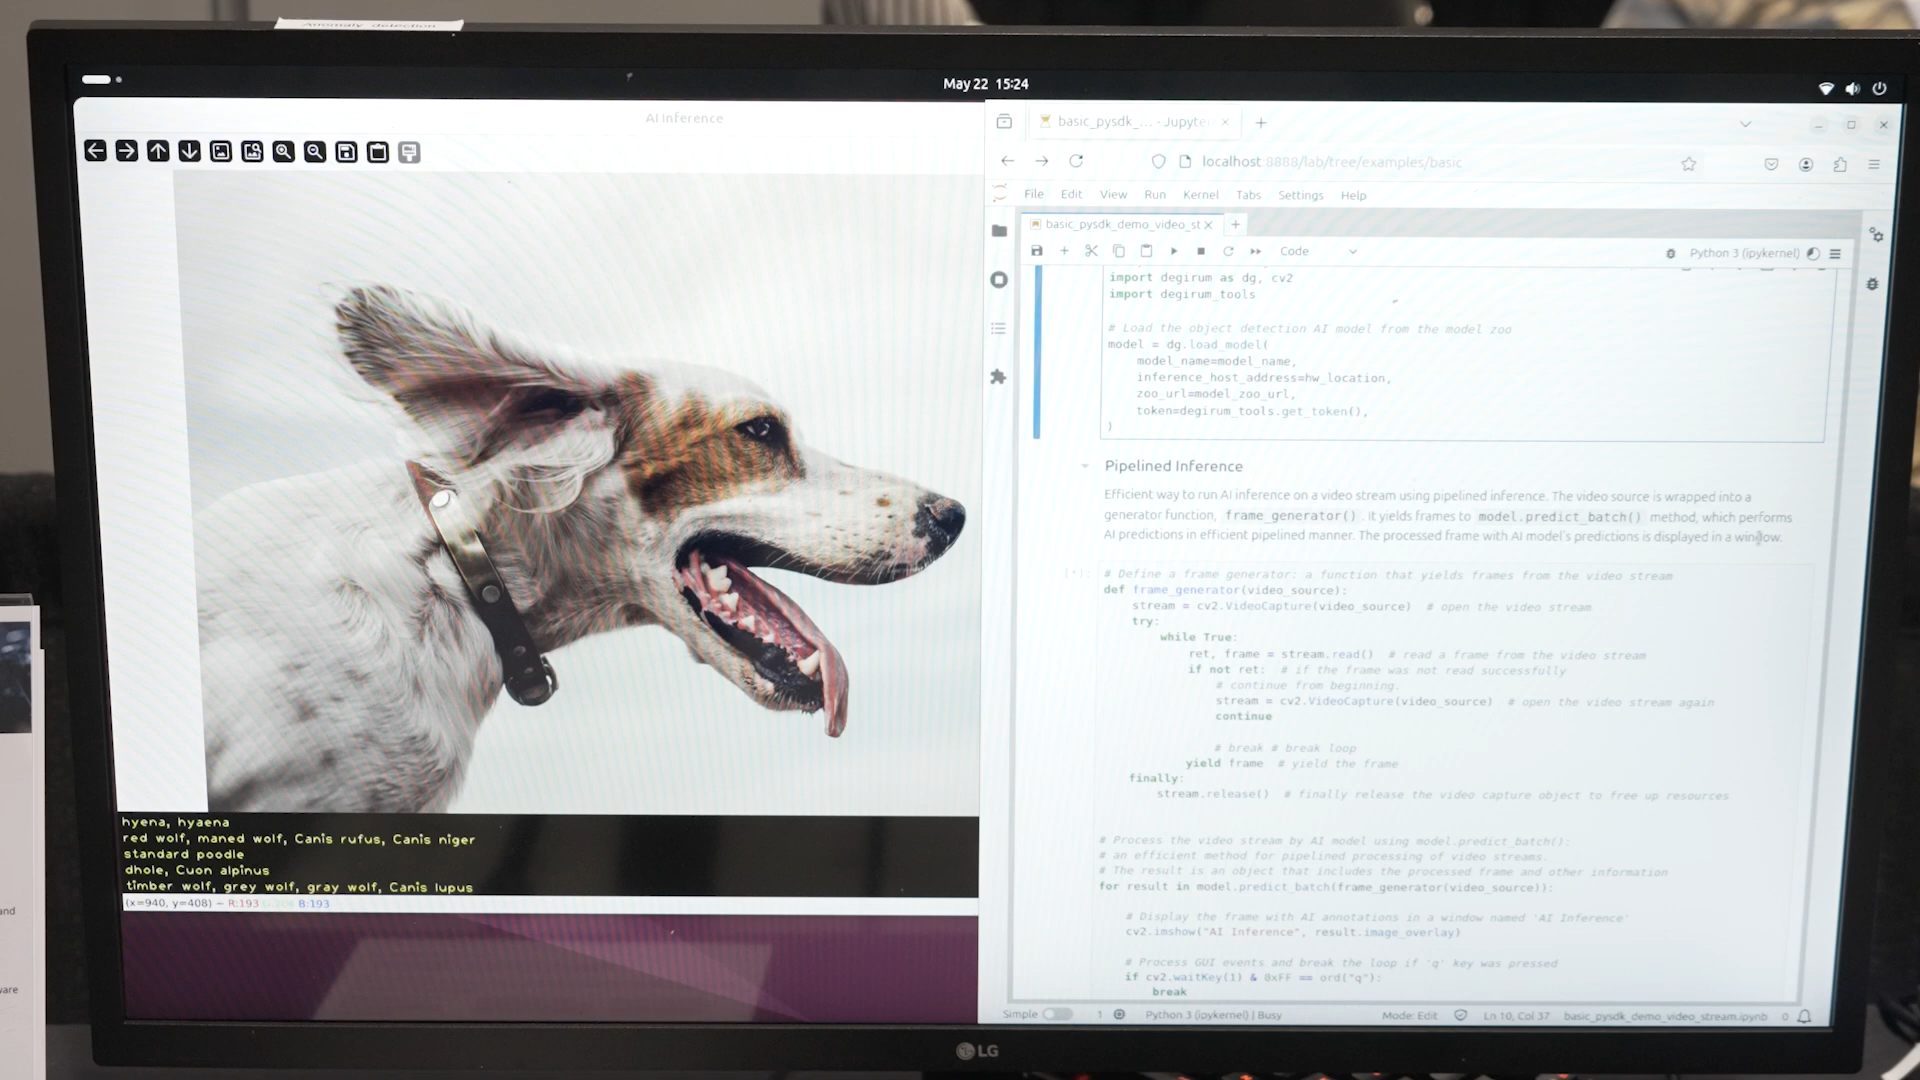 Anomaly detection
May 22 15:24
AI Inference
hyena, hyaena
red wolf, maned wolf, Canis rufus, Canis niger
standard poodle
dhole, Cuon alpinus
timber wolf, grey wolf, gray wolf, Canis lupus
(x=940, y=408) ~ R:193 B:193
basic_pysdk_... - Jupyter
localhost:8888/lab/tree/examples/basic
File Edit View Run Kernel Tabs Settings Help
basic_pysdk_demo_video_st
Code
Python 3 (ipykernel)
import degirum as dg, cv2
import degirum_tools
# Load the object detection AI model from the model zoo
model = dg.load_model(
model_name=model_name,
inference_host_address=hw_location,
zoo_url=model_zoo_url,
token=degirum_tools.get_token(),
)
Pipelined Inference
Efficient way to run AI inference on a video stream using pipelined inference. The video source is wrapped into a
generator function, frame_generator() . It yields frames to model.predict_batch() method, which performs
AI predictions in efficient pipelined manner. The processed frame with AI model's predictions is displayed in a window.
[*]:
# Define a frame generator: a function that yields frames from the video stream
def frame_generator(video_source):
stream = cv2.VideoCapture(video_source) # open the video stream
try:
while True:
ret, frame = stream.read() # read a frame from the video stream
if not ret: # if the frame was not read successfully
# continue from beginning.
stream = cv2.VideoCapture(video_source) # open the video stream again
continue
# break # break loop
yield frame # yield the frame
finally:
stream.release() # finally release the video capture object to free up resources
# Process the video stream by AI model using model.predict_batch():
# an efficient method for pipelined processing of video streams.
# The result is an object that includes the processed frame and other information
for result in model.predict_batch(frame_generator(video_source)):
# Display the frame with AI annotations in a window named 'AI Inference'
cv2.imshow("AI Inference", result.image_overlay)
# Process GUI events and break the loop if 'q' key was pressed
if cv2.waitKey(1) & 0xFF == ord("q"):
break
Simple 1 Python 3 (ipykernel) | Busy Mode: Edit Ln 10, Col 37 basic_pysdk_demo_video_stream.ipynb 0
LG
and
ware